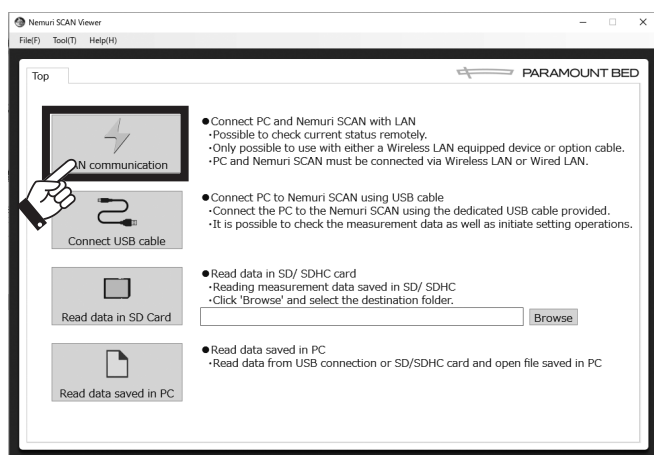 Nemuri SCAN Viewer
File(F) Tool(T) Help(H)
Top
PARAMOUNT BED
LAN communication
●Connect PC and Nemuri SCAN with LAN
・Possible to check current status remotely.
・Only possible to use with either a Wireless LAN equipped device or option cable.
・PC and Nemuri SCAN must be connected via Wireless LAN or Wired LAN.
Connect USB cable
●Connect PC to Nemuri SCAN using USB cable
・Connect the PC to the Nemuri SCAN using the dedicated USB cable provided.
・It is possible to check the measurement data as well as initiate setting operations.
Read data in SD Card
●Read data in SD/ SDHC card
・Reading measurement data saved in SD/ SDHC
・Click 'Browse' and select the destination folder.
Browse
Read data saved in PC
●Read data saved in PC
・Read data from USB connection or SD/SDHC card and open file saved in PC